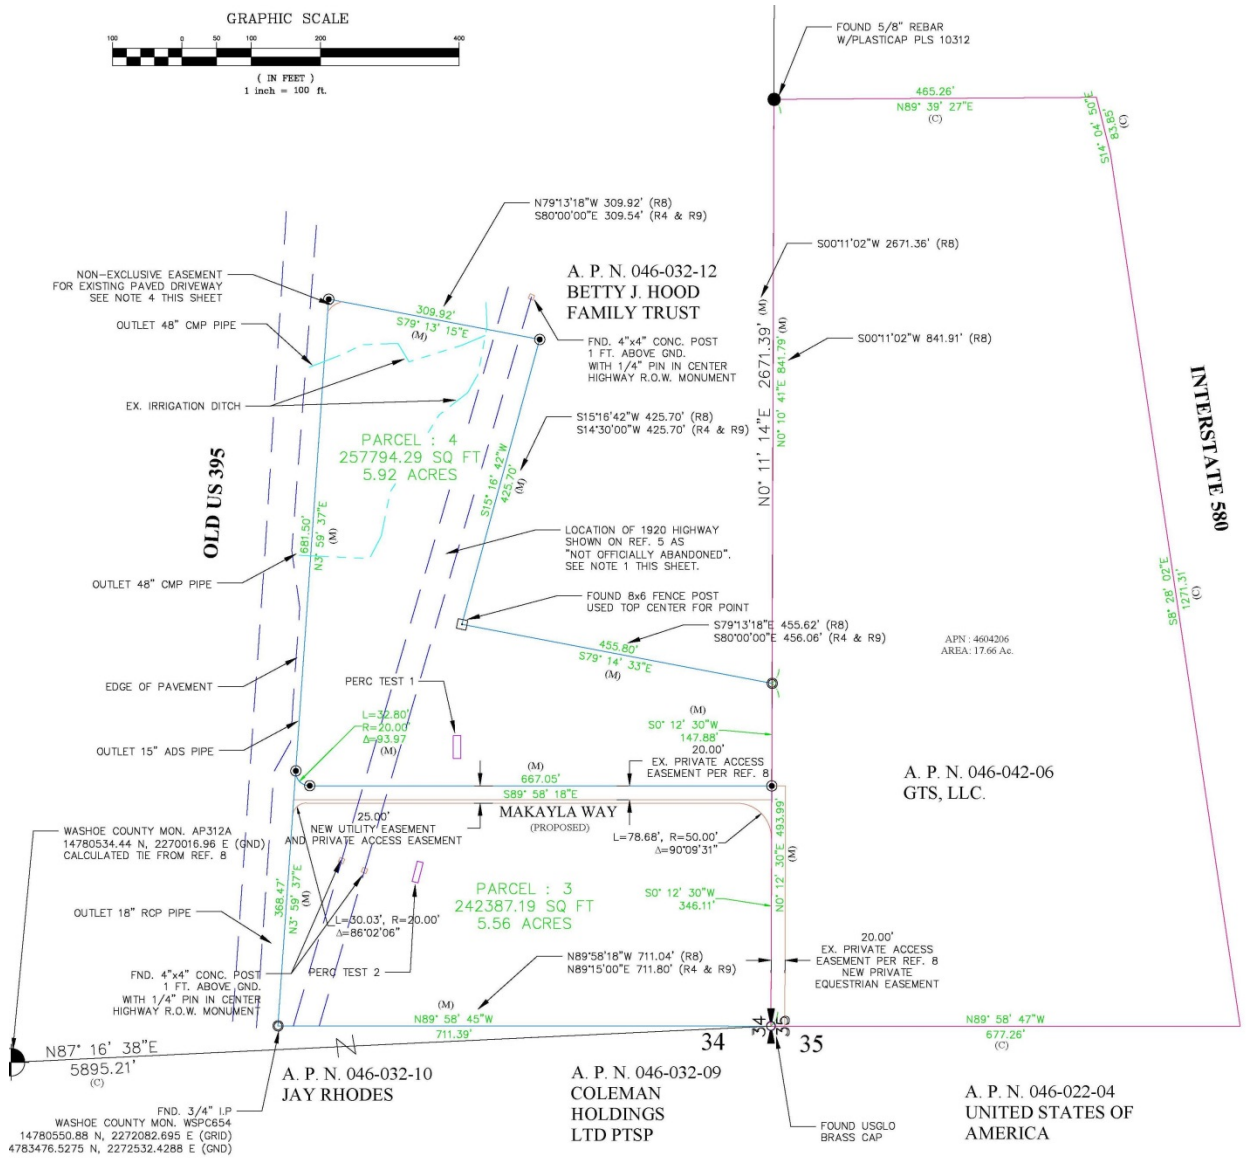 GRAPHIC SCALE
100 0 50 100 200 400
( IN FEET )
1 inch = 100 ft.
FOUND 5/8" REBAR
W/PLASTICAP PLS 10312
465.26'
N89° 39' 27"E
(C)
S14° 04' 50"E
83.85'
(C)
N79°13'18"W 309.92' (R8)
S80°00'00"E 309.54' (R4 & R9)
S00°11'02"W 2671.36' (R8)
NON-EXCLUSIVE EASEMENT
FOR EXISTING PAVED DRIVEWAY
SEE NOTE 4 THIS SHEET
A. P. N. 046-032-12
BETTY J. HOOD
FAMILY TRUST
309.92'
S79° 13' 15"E
(M)
OUTLET 48" CMP PIPE
FND. 4"x4" CONC. POST
1 FT. ABOVE GND.
WITH 1/4" PIN IN CENTER
HIGHWAY R.O.W. MONUMENT
S00°11'02"W 841.91' (R8)
N0° 11' 14"E 2671.39' (M)
N0° 10' 41"E 841.79' (M)
INTERSTATE 580
EX. IRRIGATION DITCH
S15°16'42"W 425.70' (R8)
S14°30'00"W 425.70' (R4 & R9)
PARCEL : 4
257794.29 SQ FT
5.92 ACRES
S15° 16' 42"W
425.70'
(M)
OLD US 395
681.50'
N3° 59' 37"E
(M)
LOCATION OF 1920 HIGHWAY
SHOWN ON REF. 5 AS
"NOT OFFICIALLY ABANDONED".
SEE NOTE 1 THIS SHEET.
OUTLET 48" CMP PIPE
FOUND 8x6 FENCE POST
USED TOP CENTER FOR POINT
S8° 28' 02"E
1271.31'
(C)
S79°13'18"E 455.62' (R8)
S80°00'00"E 456.06' (R4 & R9)
455.80'
S79° 14' 33"E
(M)
APN : 4604206
AREA: 17.66 Ac.
EDGE OF PAVEMENT
PERC TEST 1
L=32.80'
R=20.00'
Δ=93.97
(M)
(M)
S0° 12' 30"W
147.88'
OUTLET 15" ADS PIPE
20.00'
EX. PRIVATE ACCESS
EASEMENT PER REF. 8
(M)
667.05'
S89° 58' 18"E
A. P. N. 046-042-06
GTS, LLC.
MAKAYLA WAY
(PROPOSED)
25.00'
NEW UTILITY EASEMENT
AND PRIVATE ACCESS EASEMENT
WASHOE COUNTY MON. AP312A
14780534.44 N, 2270016.96 E (GND)
CALCULATED TIE FROM REF. 8
L=78.68', R=50.00'
Δ=90°09'31"
N0° 12' 30"E 493.99'
(M)
PARCEL : 3
242387.19 SQ FT
5.56 ACRES
S0° 12' 30"W
346.11'
368.47'
N3° 59' 37"E
(M)
OUTLET 18" RCP PIPE
L=30.03', R=20.00'
Δ=86°02'06"
20.00'
EX. PRIVATE ACCESS
EASEMENT PER REF. 8
NEW PRIVATE
EQUESTRIAN EASEMENT
N89°58'18"W 711.04' (R8)
N89°15'00"E 711.80' (R4 & R9)
FND. 4"x4" CONC. POST
1 FT. ABOVE GND.
WITH 1/4" PIN IN CENTER
HIGHWAY R.O.W. MONUMENT
PERC TEST 2
(M)
N89° 58' 45"W
711.39'
34 35
N89° 58' 47"W
677.26'
(C)
34 35
N87° 16' 38"E
5895.21'
(C)
N
A. P. N. 046-032-10
JAY RHODES
A. P. N. 046-032-09
COLEMAN
HOLDINGS
LTD PTSP
A. P. N. 046-022-04
UNITED STATES OF
AMERICA
FND. 3/4" I.P
WASHOE COUNTY MON. WSPC654
14780550.88 N, 2272082.695 E (GRID)
4783476.5275 N, 2272532.4288 E (GND)
FOUND USGLO
BRASS CAP